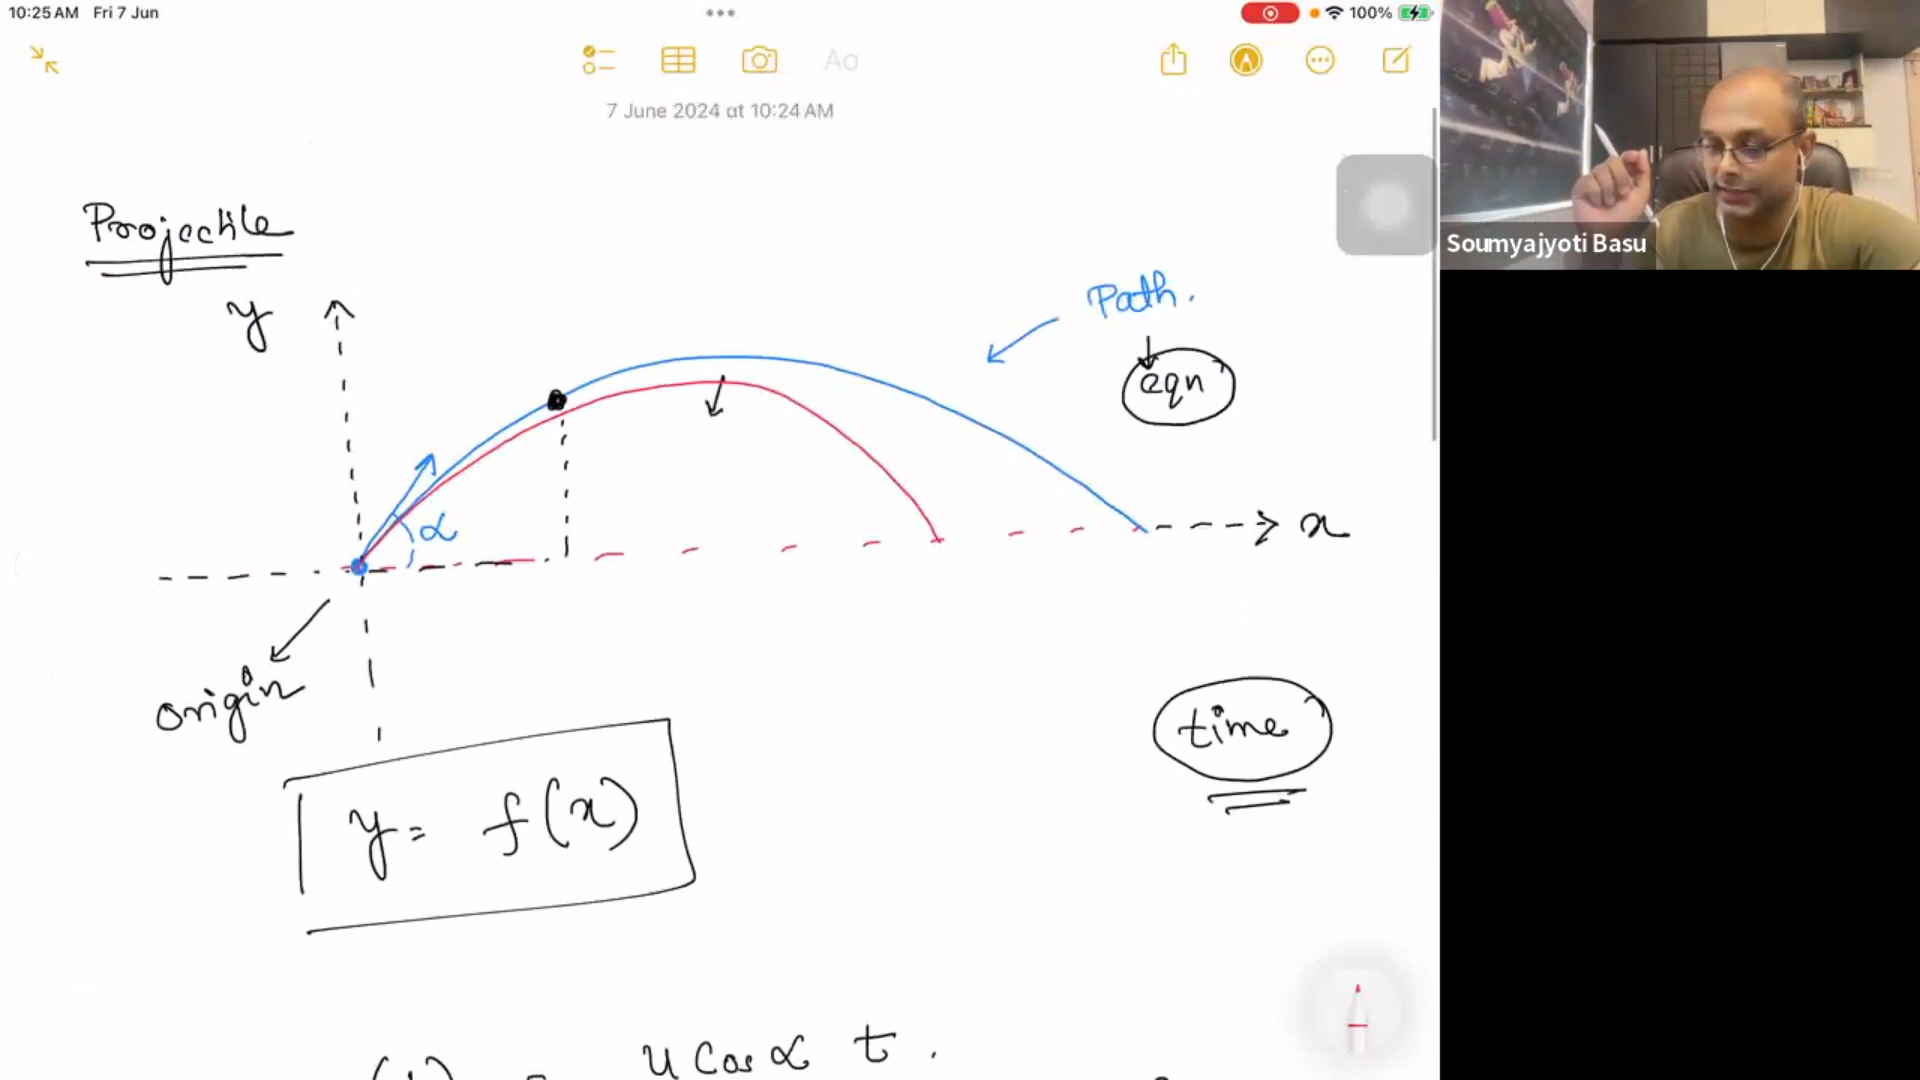 10:25 AM Fri 7 Jun
100%
Aa
7 June 2024 at 10:24 AM
Soumyajyoti Basu
Projectile
y
Path.
eqn
α
x
origin
time
y = f(x)
u Cos α t.